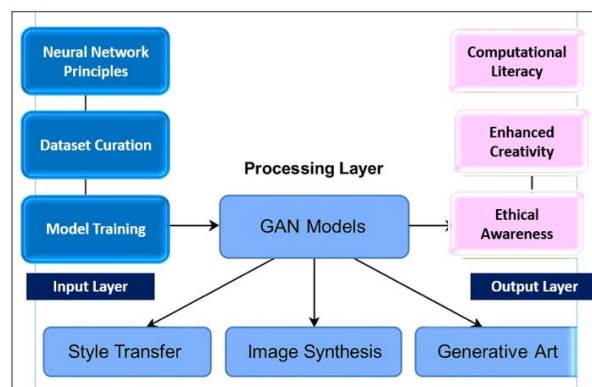 Neural Network
Principles
Dataset Curation
Model Training
Input Layer
Processing Layer
GAN Models
Style Transfer
Image Synthesis
Generative Art
Computational
Literacy
Enhanced
Creativity
Ethical
Awareness
Output Layer